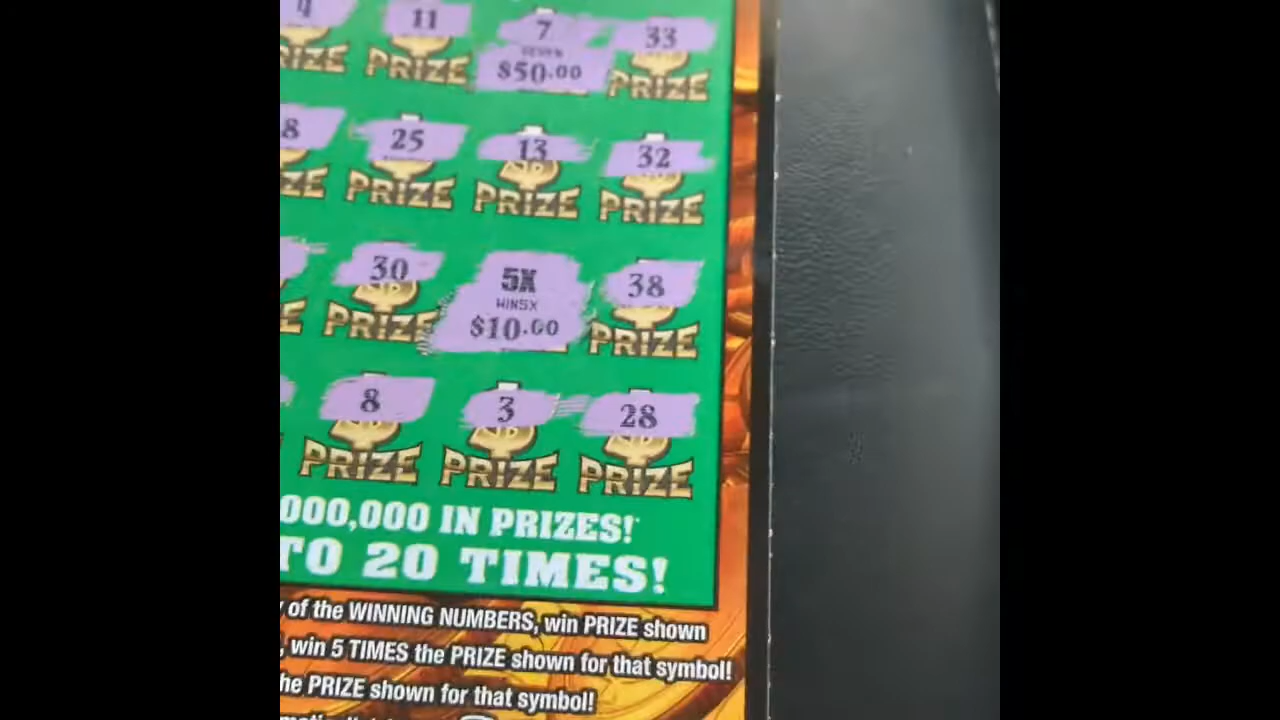 4 11 7 33
SEVEN
$50.00
PRIZE PRIZE
8 25 13 32
PRIZE PRIZE PRIZE
30 5X 38
WIN5X
PRIZE $10.00 PRIZE
8 3 28
PRIZE PRIZE PRIZE
000,000 IN PRIZES!
TO 20 TIMES!
of the WINNING NUMBERS, win PRIZE shown
, win 5 TIMES the PRIZE shown for that symbol!
he PRIZE shown for that symbol!